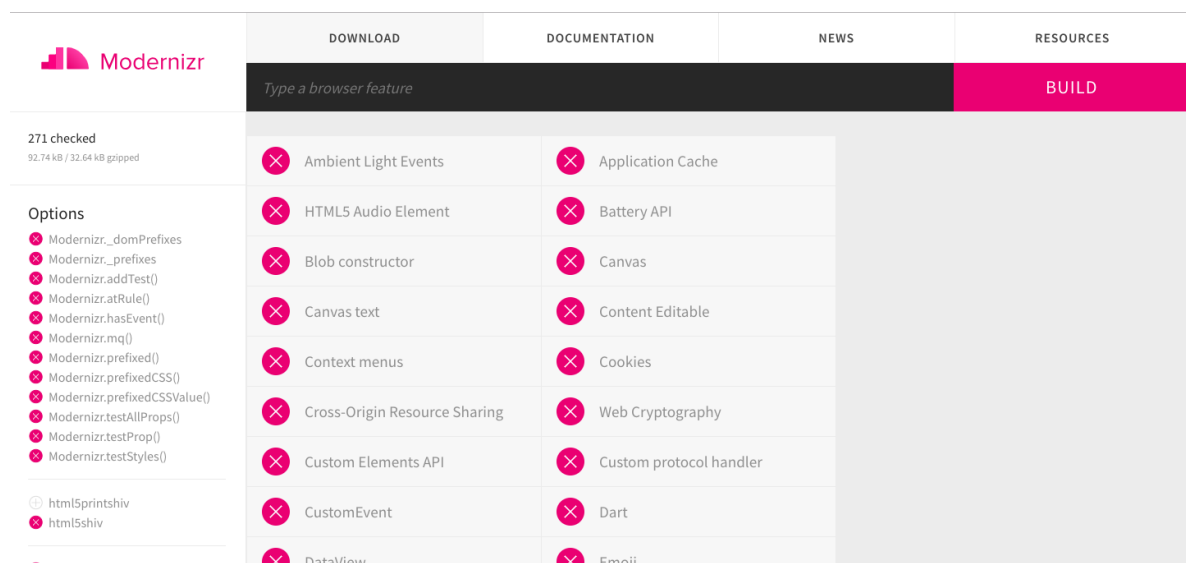 Modernizr
DOWNLOAD
DOCUMENTATION
NEWS
RESOURCES
Type a browser feature
BUILD
271 checked
92.74 kB / 32.64 kB gzipped
Options
Modernizr._domPrefixes
Modernizr._prefixes
Modernizr.addTest()
Modernizr.atRule()
Modernizr.hasEvent()
Modernizr.mq()
Modernizr.prefixed()
Modernizr.prefixedCSS()
Modernizr.prefixedCSSValue()
Modernizr.testAllProps()
Modernizr.testProp()
Modernizr.testStyles()
html5printshiv
html5shiv
Ambient Light Events
Application Cache
HTML5 Audio Element
Battery API
Blob constructor
Canvas
Canvas text
Content Editable
Context menus
Cookies
Cross-Origin Resource Sharing
Web Cryptography
Custom Elements API
Custom protocol handler
CustomEvent
Dart
DataView
Emoji